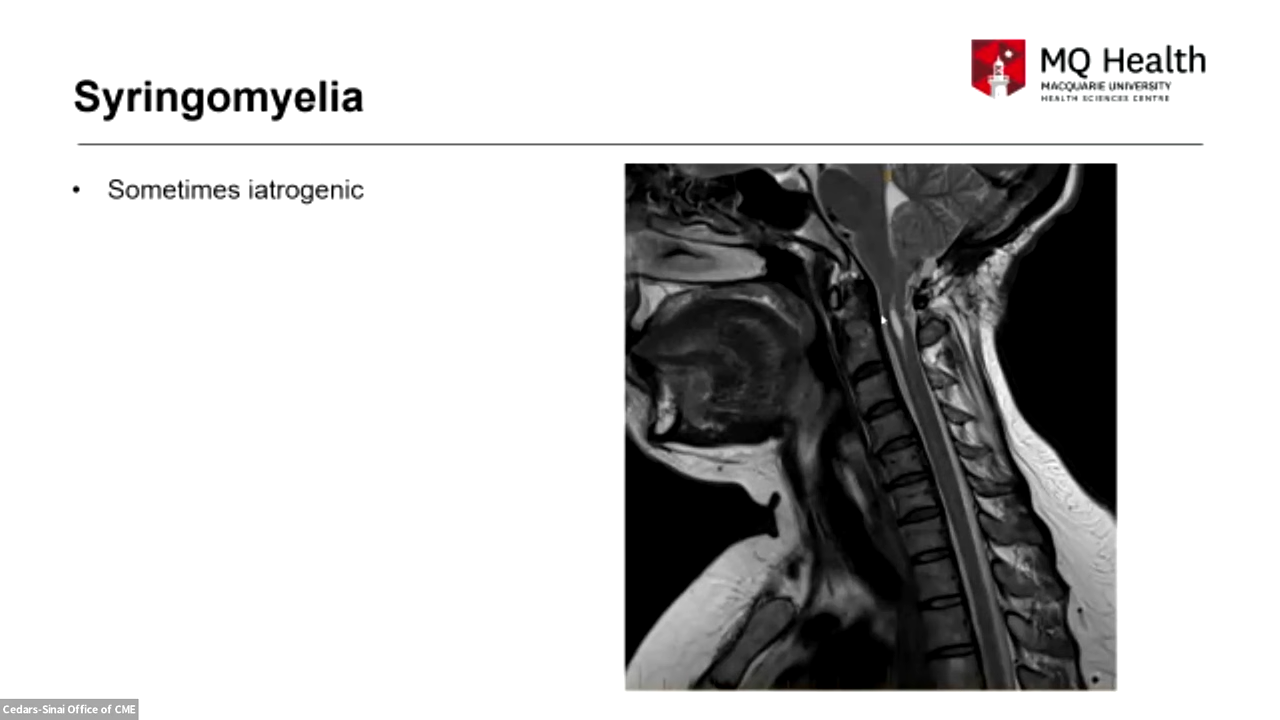 Syringomyelia
MQ Health
MACQUARIE UNIVERSITY
HEALTH SCIENCES CENTRE
• Sometimes iatrogenic
Cedars-Sinai Office of CME